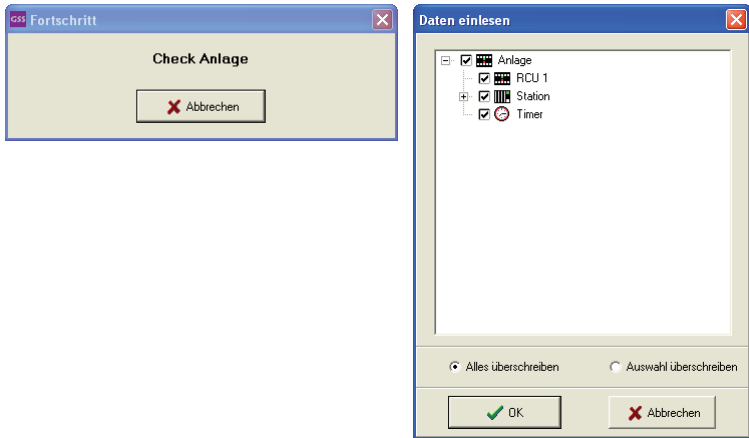 GSS Fortschritt
Check Anlage
Abbrechen
Daten einlesen
Anlage
RCU 1
Station
Timer
Alles überschreiben
Auswahl überschreiben
OK
Abbrechen